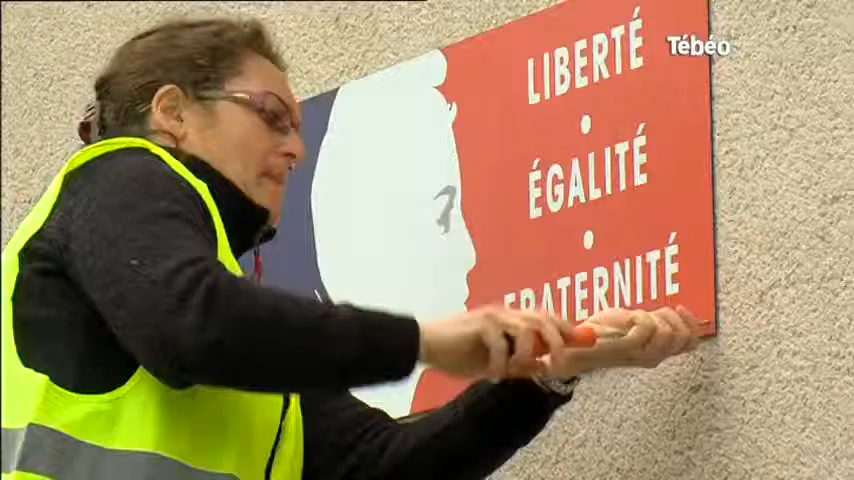 Tébéo
LIBERTÉ
•
ÉGALITÉ
•
FRATERNITÉ